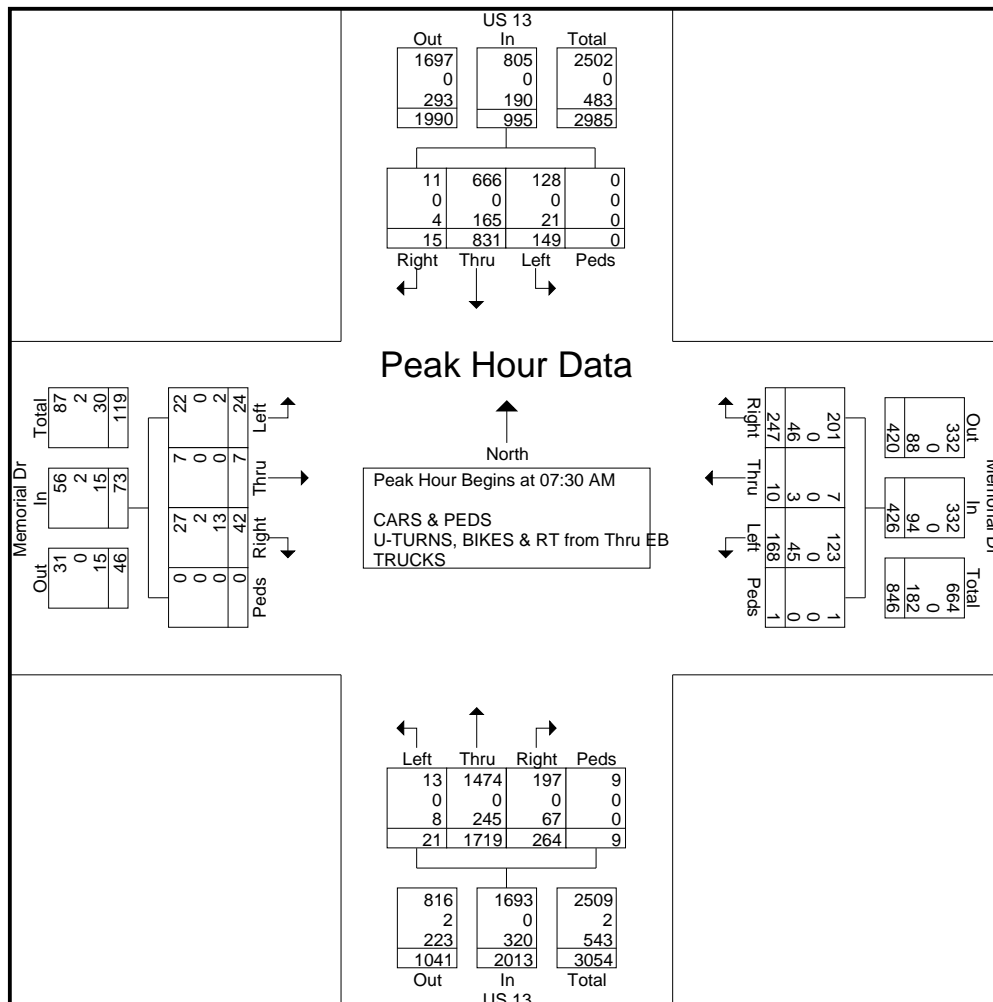 US 13
Out In Total
1697 805 2502
0 0 0
293 190 483
1990 995 2985
11 666 128 0
0 0 0 0
4 165 21 0
15 831 149 0
Right Thru Left Peds
Peak Hour Data
North
Peak Hour Begins at 07:30 AM
CARS & PEDS
U-TURNS, BIKES & RT from Thru EB
TRUCKS
Memorial Dr
Out In Total
31 56 87
0 2 2
15 15 30
46 73 119
Peds Right Thru Left
0 27 7 22
0 2 0 0
0 13 0 2
0 42 7 24
Memorial Dr
Out In Total
332 332 664
0 0 0
88 94 182
420 426 846
Right Thru Left Peds
201 7 123 1
0 0 0 0
46 3 45 0
247 10 168 1
Left Thru Right Peds
13 1474 197 9
0 0 0 0
8 245 67 0
21 1719 264 9
816 1693 2509
2 0 2
223 320 543
1041 2013 3054
Out In Total
US 13